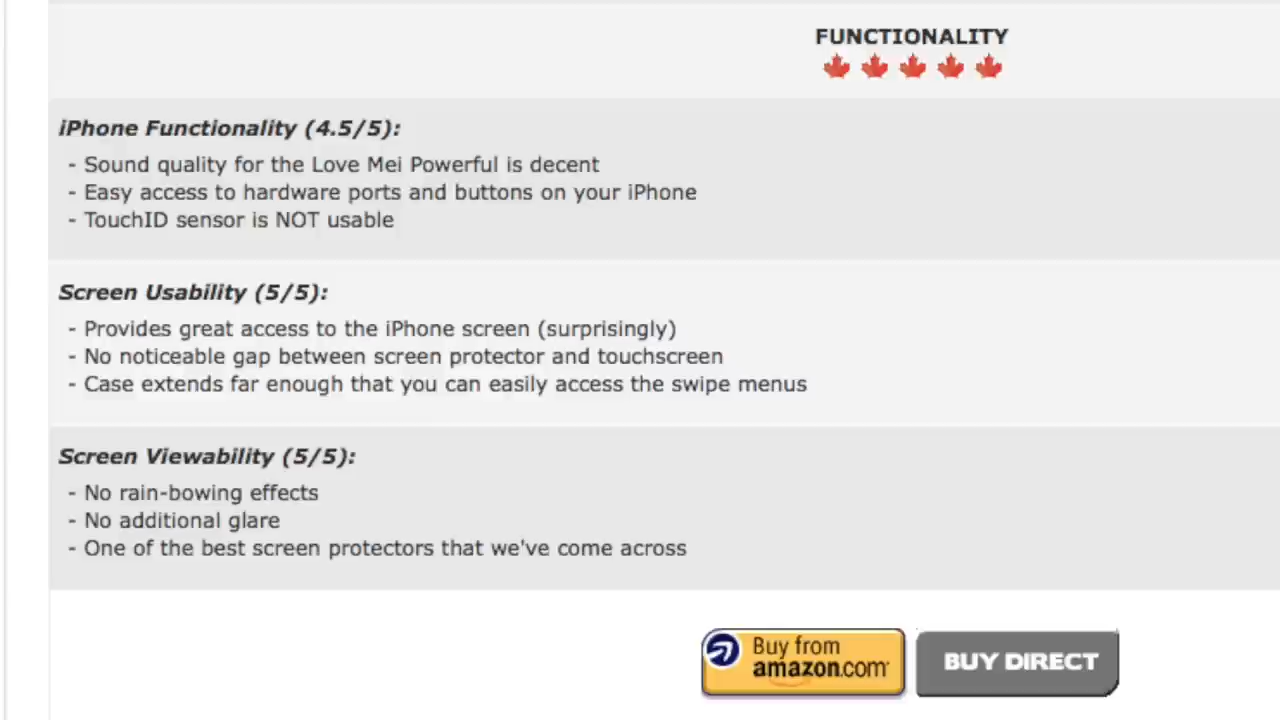 FUNCTIONALITY
iPhone Functionality (4.5/5):
- Sound quality for the Love Mei Powerful is decent
- Easy access to hardware ports and buttons on your iPhone
- TouchID sensor is NOT usable
Screen Usability (5/5):
- Provides great access to the iPhone screen (surprisingly)
- No noticeable gap between screen protector and touchscreen
- Case extends far enough that you can easily access the swipe menus
Screen Viewability (5/5):
- No rain-bowing effects
- No additional glare
- One of the best screen protectors that we've come across
Buy from
amazon.com
BUY DIRECT